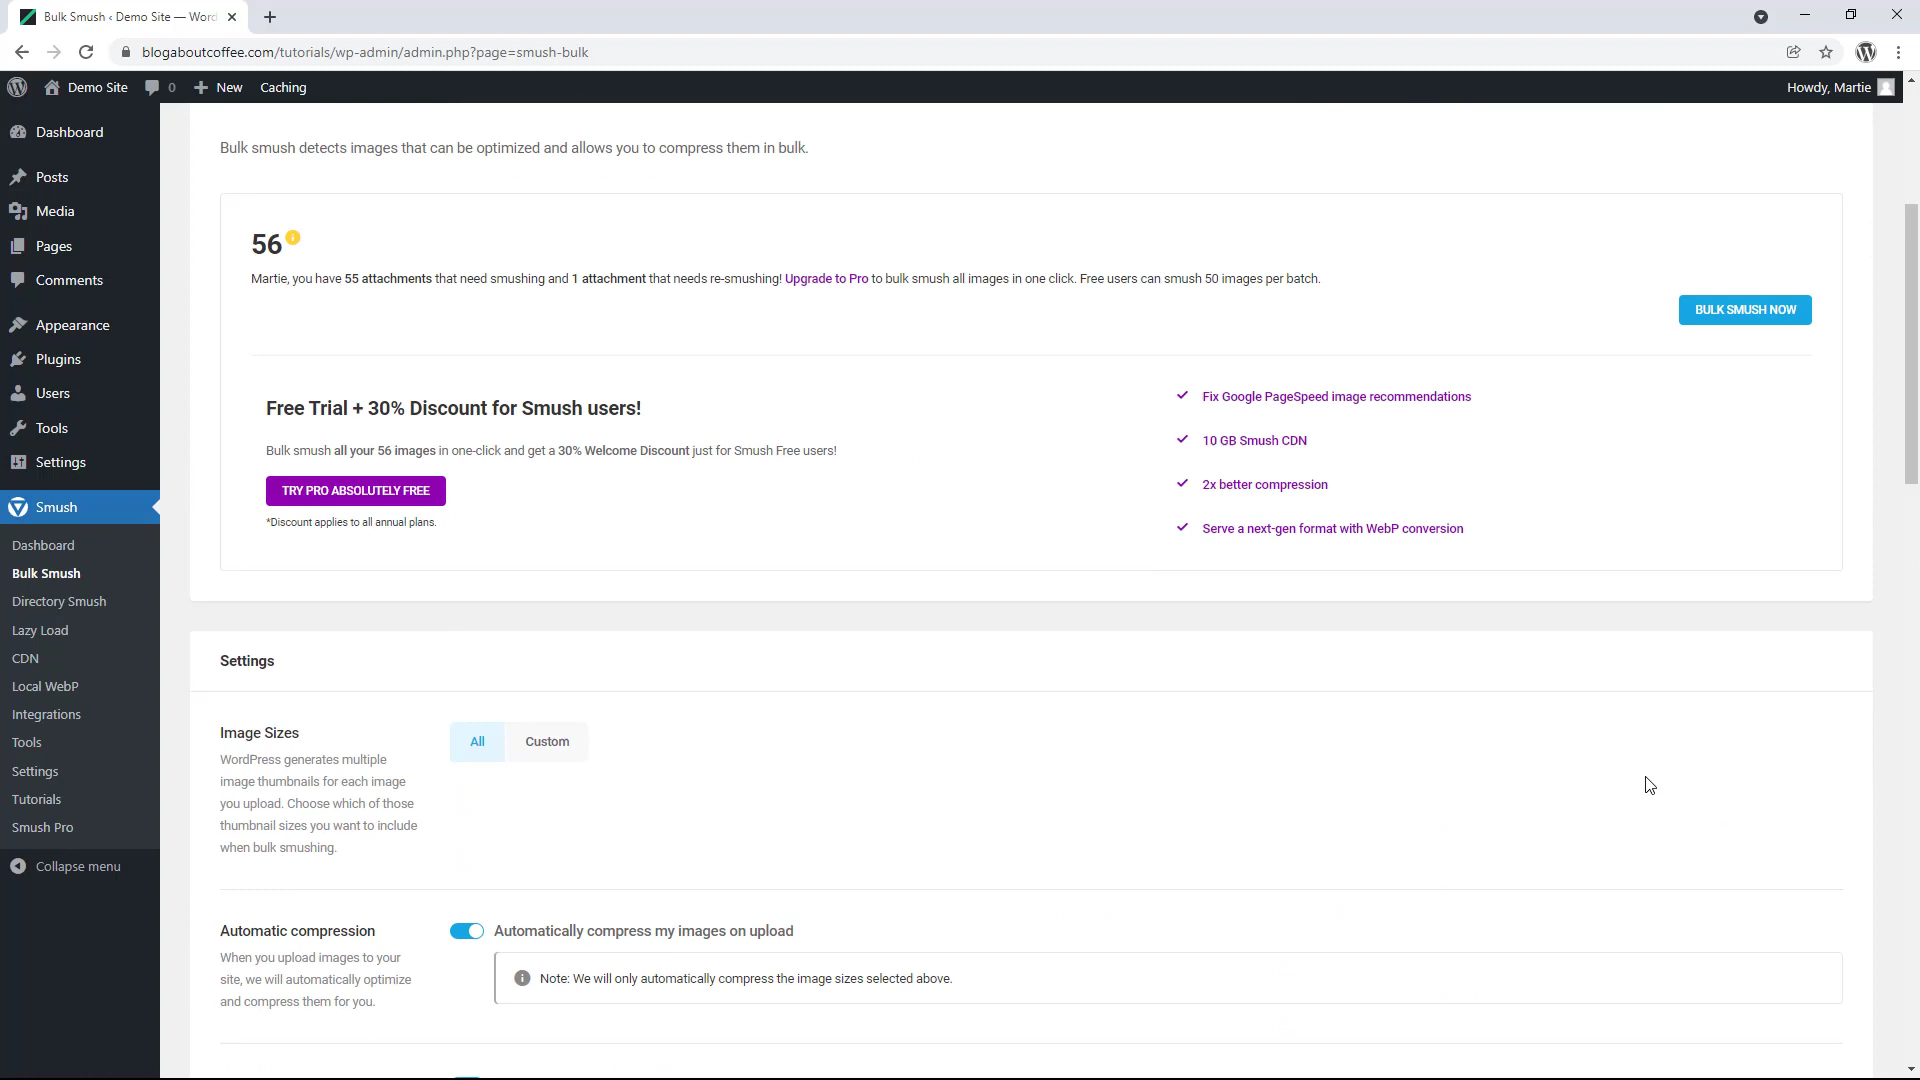 Bulk Smush ‹ Demo Site — Word
blogaboutcoffee.com/tutorials/wp-admin/admin.php?page=smush-bulk
Demo Site
0
New
Caching
Howdy, Martie
Dashboard
Posts
Media
Pages
Comments
Appearance
Plugins
Users
Tools
Settings
Smush
Dashboard
Bulk Smush
Directory Smush
Lazy Load
CDN
Local WebP
Integrations
Tools
Settings
Tutorials
Smush Pro
Collapse menu
Bulk smush detects images that can be optimized and allows you to compress them in bulk.
56
Martie, you have 55 attachments that need smushing and 1 attachment that needs re-smushing! Upgrade to Pro to bulk smush all images in one click. Free users can smush 50 images per batch.
BULK SMUSH NOW
Free Trial + 30% Discount for Smush users!
Bulk smush all your 56 images in one-click and get a 30% Welcome Discount just for Smush Free users!
TRY PRO ABSOLUTELY FREE
*Discount applies to all annual plans.
Fix Google PageSpeed image recommendations
10 GB Smush CDN
2x better compression
Serve a next-gen format with WebP conversion
Settings
Image Sizes
WordPress generates multiple
image thumbnails for each image
you upload. Choose which of those
thumbnail sizes you want to include
when bulk smushing.
All
Custom
Automatic compression
When you upload images to your
site, we will automatically optimize
and compress them for you.
Automatically compress my images on upload
Note: We will only automatically compress the image sizes selected above.